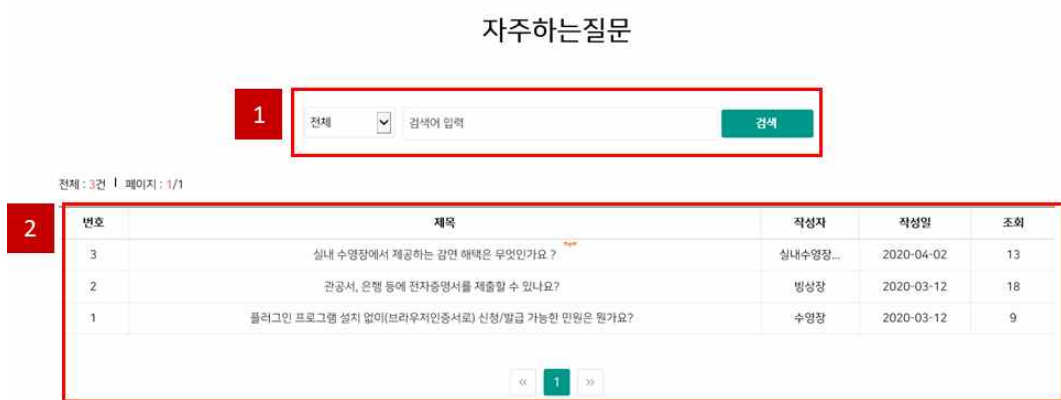 자주하는질문
1
전체 검색어 입력 검색
전체 : 3건 | 페이지 : 1/1
2
번호 제목 작성자 작성일 조회
3 실내 수영장에서 제공하는 감면 해택은 무엇인가요 ? 실내수영장... 2020-04-02 13
2 관공서, 은행 등에 전자증명서를 제출할 수 있나요? 빙상장 2020-03-12 18
1 플러그인 프로그램 설치 없이(브라우저인증서로) 신청/발급 가능한 민원은 뭔가요? 수영장 2020-03-12 9
« 1 »